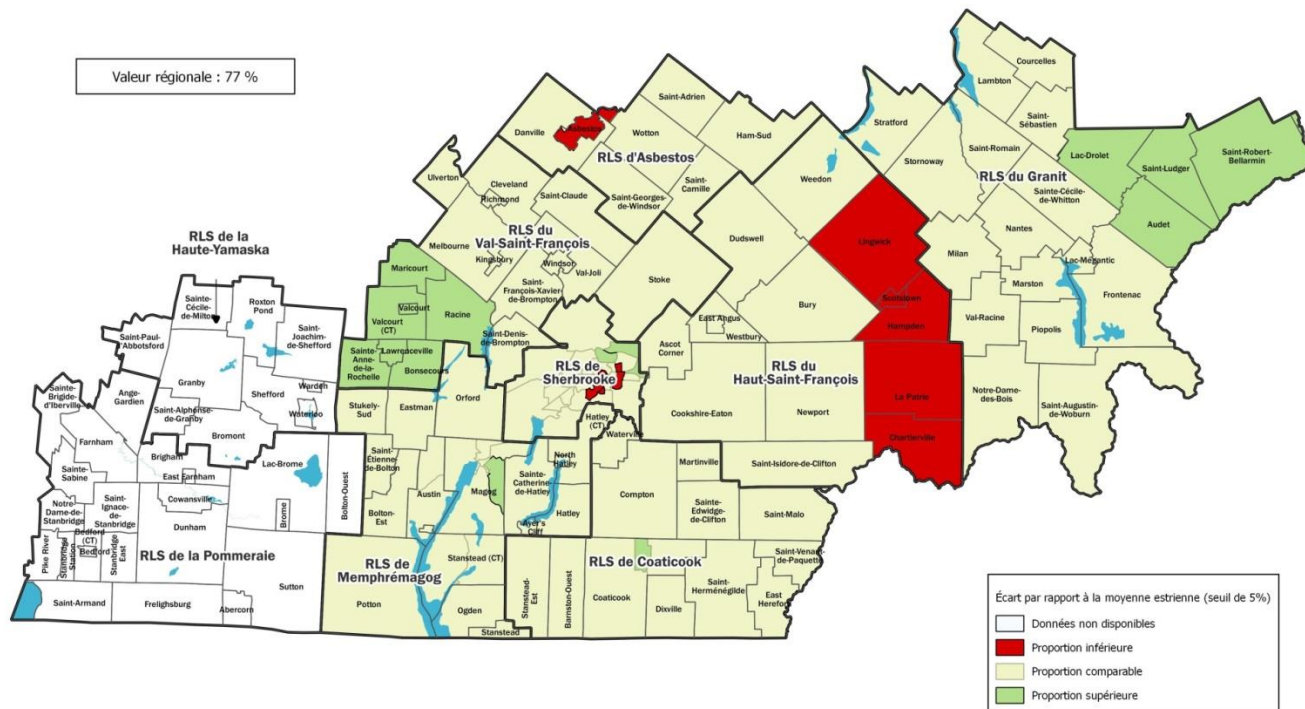 Valeur régionale : 77 %
Courcelles
Lambton
Saint-Adrien
Danville
Asbestos
Wotton
Ham-Sud
Stratford
Saint-
Sébastien
RLS d'Asbestos
Stornoway
Saint-Romain
Lac-Drolet
Saint-Ludger
Saint-Robert-
Bellarmin
RLS du Granit
Ulverton
Cleveland
Richmond
Saint-Claude
Saint-
Camille
Saint-Georges-
de-Windsor
Weedon
Sainte-Cécile-
de-Whitton
Audet
Nantes
RLS du
Val-Saint-François
Melbourne
Kingsbury
Windsor
Val-Joli
Dudswell
Lingwick
Milan
Lac-Mégantic
RLS de la
Haute-Yamaska
Maricourt
Saint-
François-Xavier-
de-Brompton
Stoke
Marston
Frontenac
Sainte-
Cécile-
de-Milton
Roxton
Pond
Valcourt
Valcourt
(CT)
Racine
Bury
Scotstown
Hampden
Val-Racine
Piopolis
Saint-Paul-
d'Abbotsford
Saint-
Joachim-
de-Shefford
Saint-Denis-
de-Brompton
East Angus
Westbury
Ascot
Corner
Sainte-
Anne-
de-la-
Rochelle
Lawrenceville
Bonsecours
RLS de
Sherbrooke
RLS du
Haut-Saint-François
Sainte-
Brigide-
d'Iberville
Ange-
Gardien
Granby
Shefford
Warden
Waterloo
Saint-Alphonse-
de-Granby
Bromont
Stukely-
Sud
Eastman
Orford
Hatley
(CT)
Waterville
Cookshire-Eaton
Newport
La Patrie
Notre-Dame-
des-Bois
Saint-Augustin-
de-Woburn
Farnham
Brigham
East Farnham
Lac-Brome
Saint-
Étienne-
de-Bolton
North
Hatley
Martinville
Saint-Isidore-de-Clifton
Chartierville
Sainte-
Sabine
Cowansville
Bolton-Ouest
Austin
Magog
Sainte-
Catherine-
de-Hatley
Compton
Sainte-
Edwidge-
de-Clifton
Saint-Malo
Notre-
Dame-de-
Stanbridge
Saint-
Ignace-
de-
Stanbridge
Dunham
Brome
Bolton-
Est
Hatley
Ayer's
Cliff
Pike River
Stanbridge
Station
Bedford
(CT)
Bedford
Stanbridge
East
RLS de la Pommeraie
RLS de
Memphrémagog
Stanstead (CT)
RLS de Coaticook
Saint-Venant-
de-Paquette
Sutton
Potton
Ogden
Stanstead-
Est
Barnston-Ouest
Coaticook
Dixville
Saint-
Herménégilde
East
Hereford
Saint-Armand
Frelighsburg
Abercorn
Stanstead
Écart par rapport à la moyenne estrienne (seuil de 5%)
Données non disponibles
Proportion inférieure
Proportion comparable
Proportion supérieure